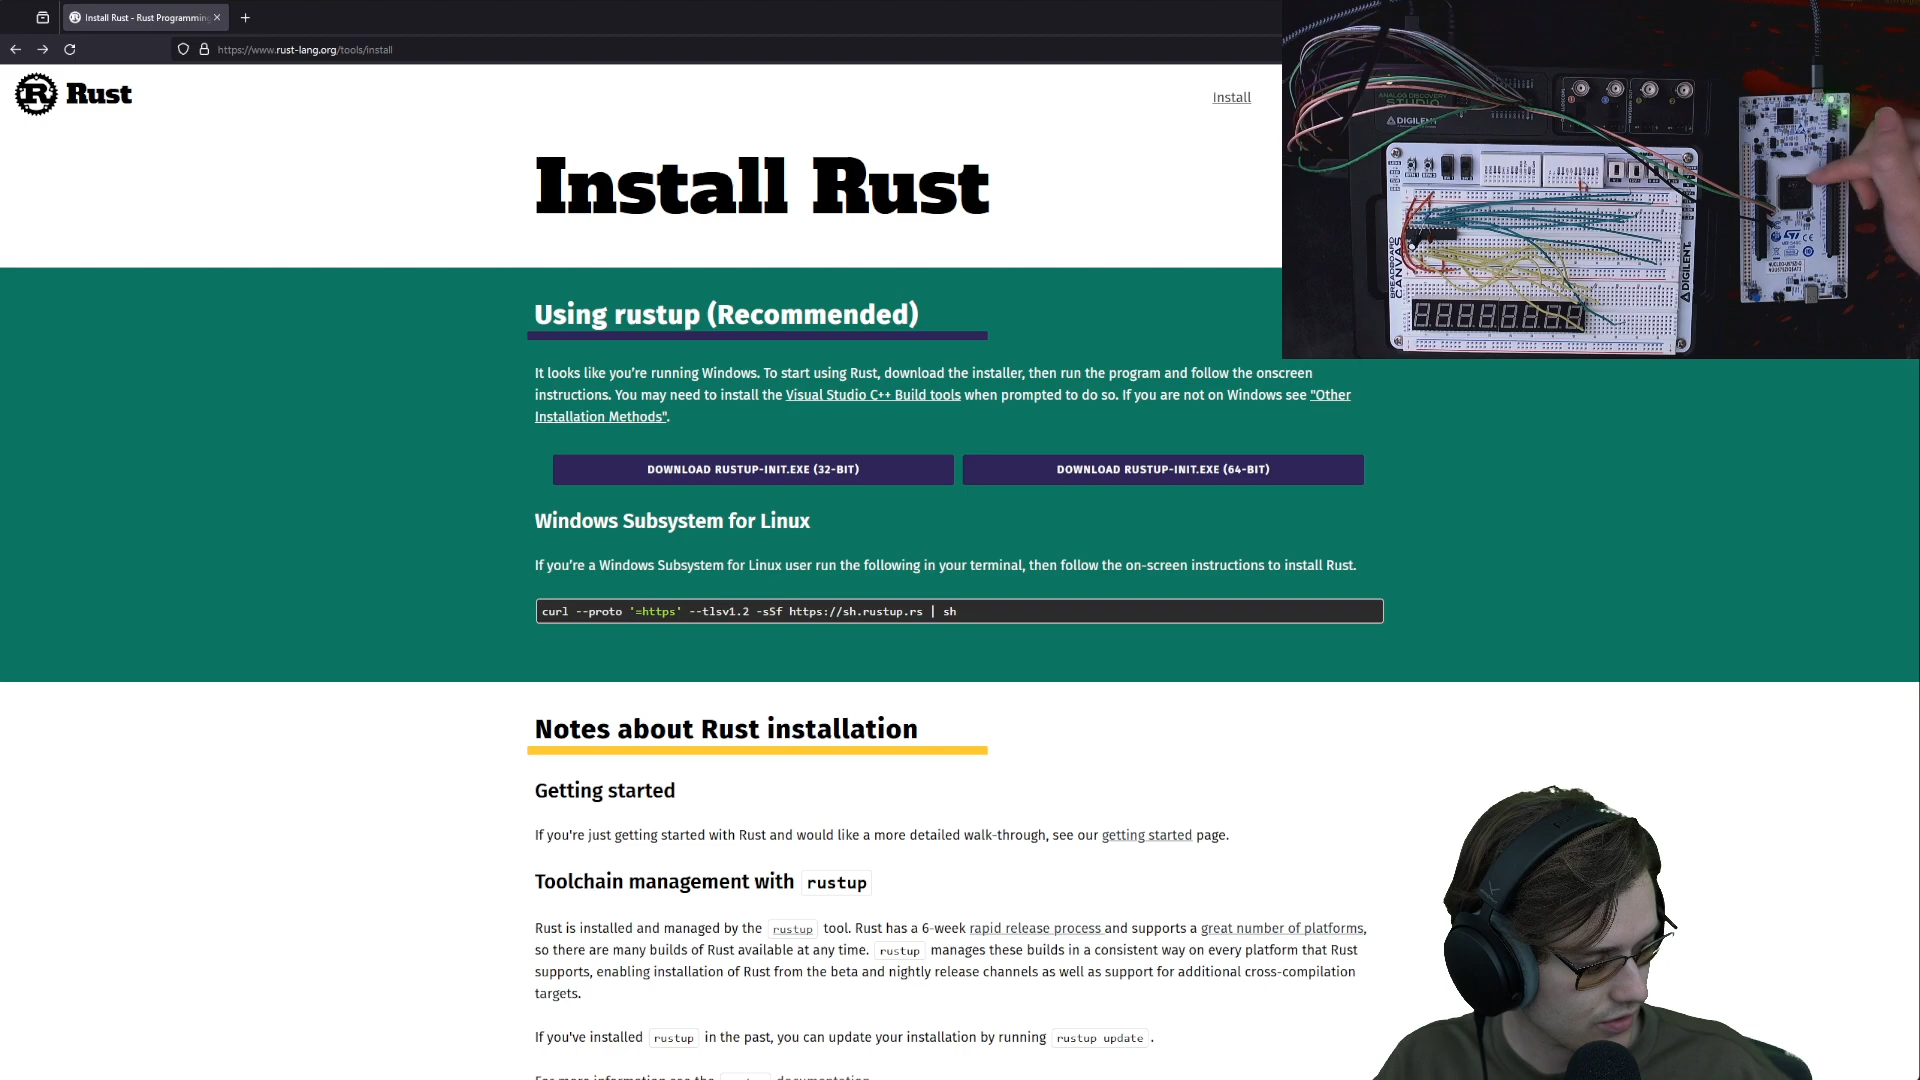 Install Rust - Rust Programming
https://www.rust-lang.org/tools/install
Rust
Install
Install Rust
Using rustup (Recommended)
It looks like you're running Windows. To start using Rust, download the installer, then run the program and follow the onscreen
instructions. You may need to install the Visual Studio C++ Build tools when prompted to do so. If you are not on Windows see "Other
Installation Methods".
DOWNLOAD RUSTUP-INIT.EXE (32-BIT)
DOWNLOAD RUSTUP-INIT.EXE (64-BIT)
Windows Subsystem for Linux
If you're a Windows Subsystem for Linux user run the following in your terminal, then follow the on-screen instructions to install Rust.
curl --proto '=https' --tlsv1.2 -sSf https://sh.rustup.rs | sh
Notes about Rust installation
Getting started
If you're just getting started with Rust and would like a more detailed walk-through, see our getting started page.
Toolchain management with rustup
Rust is installed and managed by the rustup tool. Rust has a 6-week rapid release process and supports a great number of platforms,
so there are many builds of Rust available at any time. rustup manages these builds in a consistent way on every platform that Rust
supports, enabling installation of Rust from the beta and nightly release channels as well as support for additional cross-compilation
targets.
If you've installed rustup in the past, you can update your installation by running rustup update .
ANALOG DISCOVERY
STUDIO
DIGILENT
BREADBOARD
CANVAS
DIGILENT